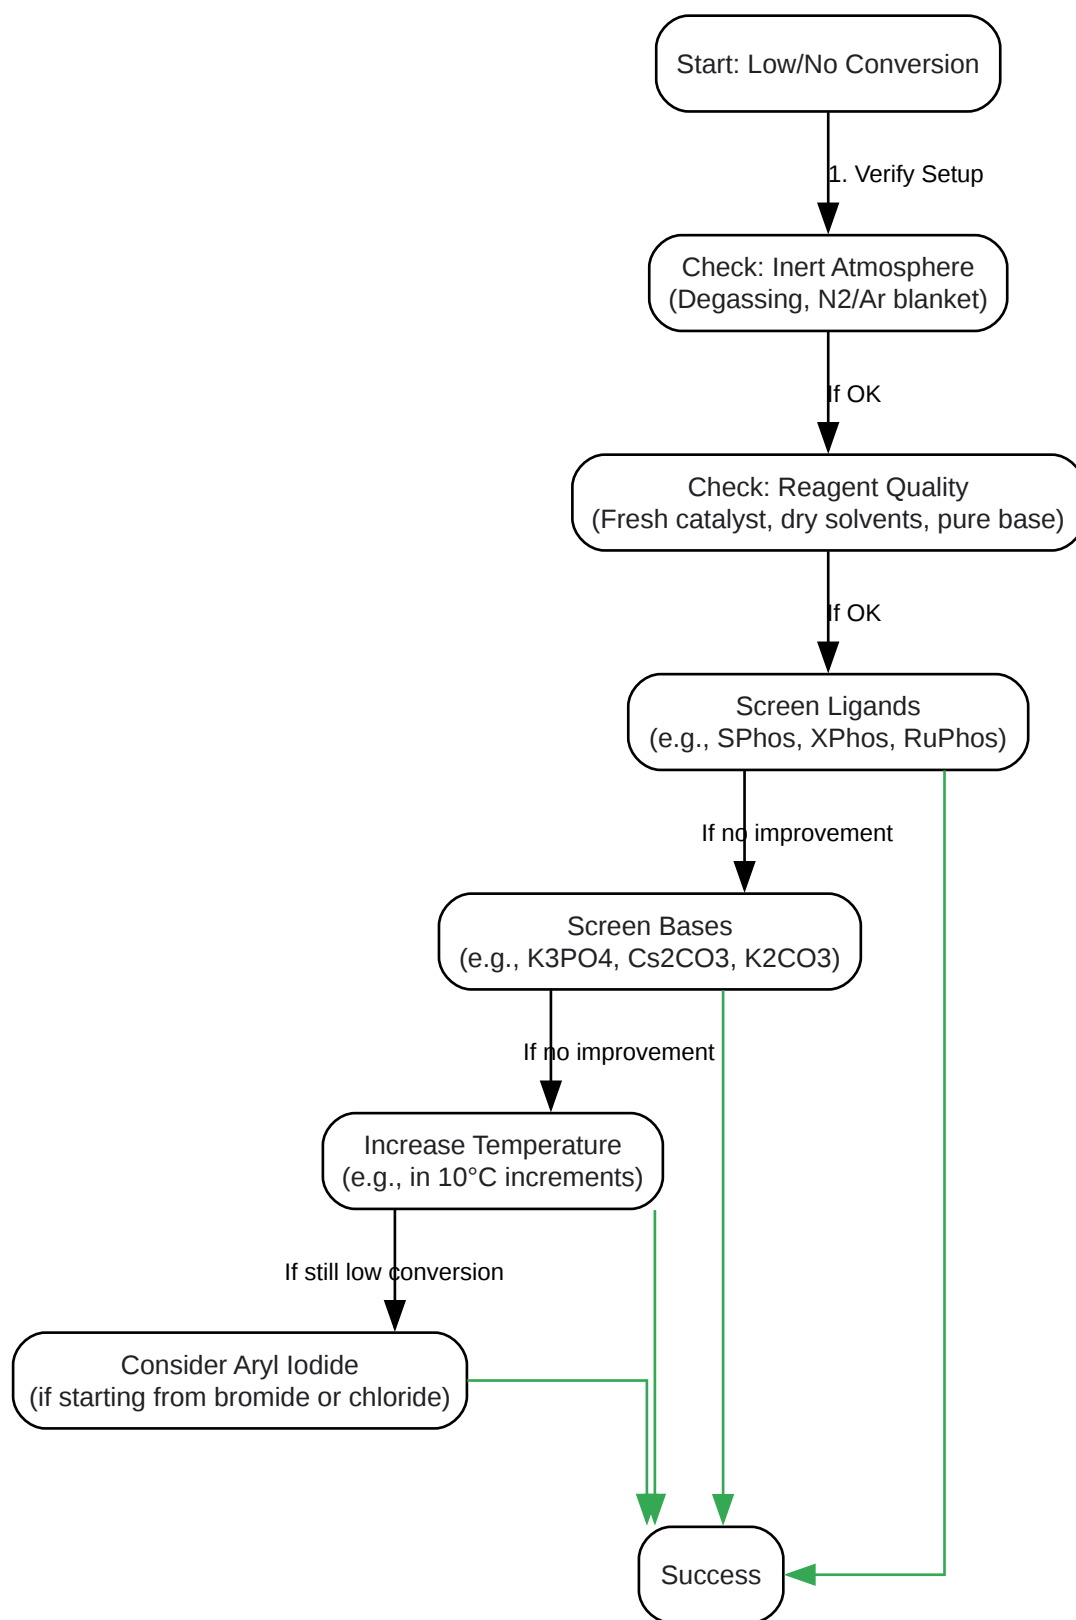 Start: Low/No Conversion
1. Verify Setup
Check: Inert Atmosphere
(Degassing, N2/Ar blanket)
If OK
Check: Reagent Quality
(Fresh catalyst, dry solvents, pure base)
If OK
Screen Ligands
(e.g., SPhos, XPhos, RuPhos)
If no improvement
Screen Bases
(e.g., K3PO4, Cs2CO3, K2CO3)
If no improvement
Increase Temperature
(e.g., in 10°C increments)
If still low conversion
Consider Aryl Iodide
(if starting from bromide or chloride)
Success